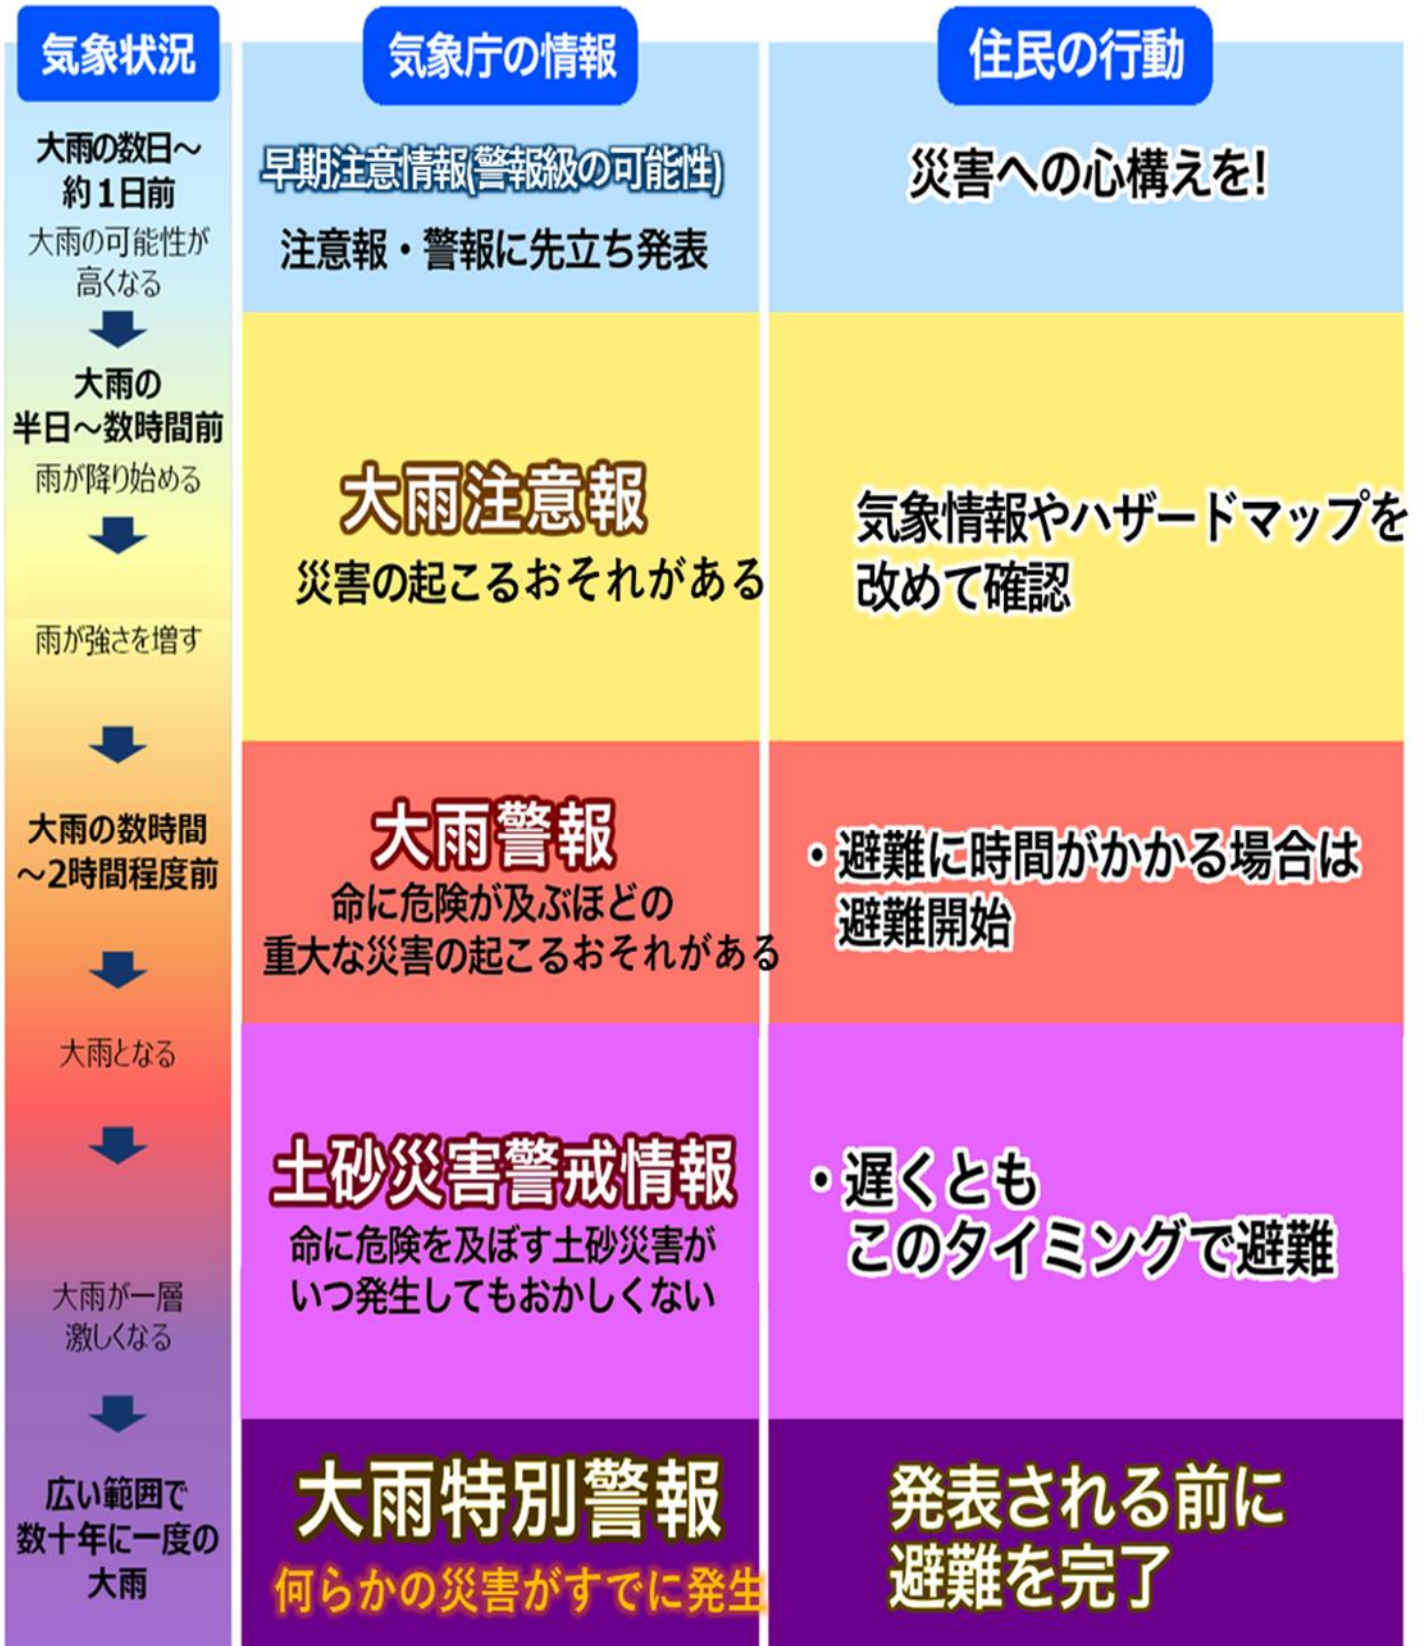 気象状況
気象庁の情報
住民の行動
大雨の数日～
約1日前
大雨の可能性が
高くなる
早期注意情報(警報級の可能性)
注意報・警報に先立ち発表
災害への心構えを!
大雨の
半日～数時間前
雨が降り始める
雨が強さを増す
大雨注意報
災害の起こるおそれがある
気象情報やハザードマップを
改めて確認
大雨の数時間
～2時間程度前
大雨警報
命に危険が及ぶほどの
重大な災害の起こるおそれがある
・避難に時間がかかる場合は
避難開始
大雨となる
大雨が一層
激しくなる
土砂災害警戒情報
命に危険を及ぼす土砂災害が
いつ発生してもおかしくない
・遅くとも
このタイミングで避難
広い範囲で
数十年に一度の
大雨
大雨特別警報
何らかの災害がすでに発生
発表される前に
避難を完了